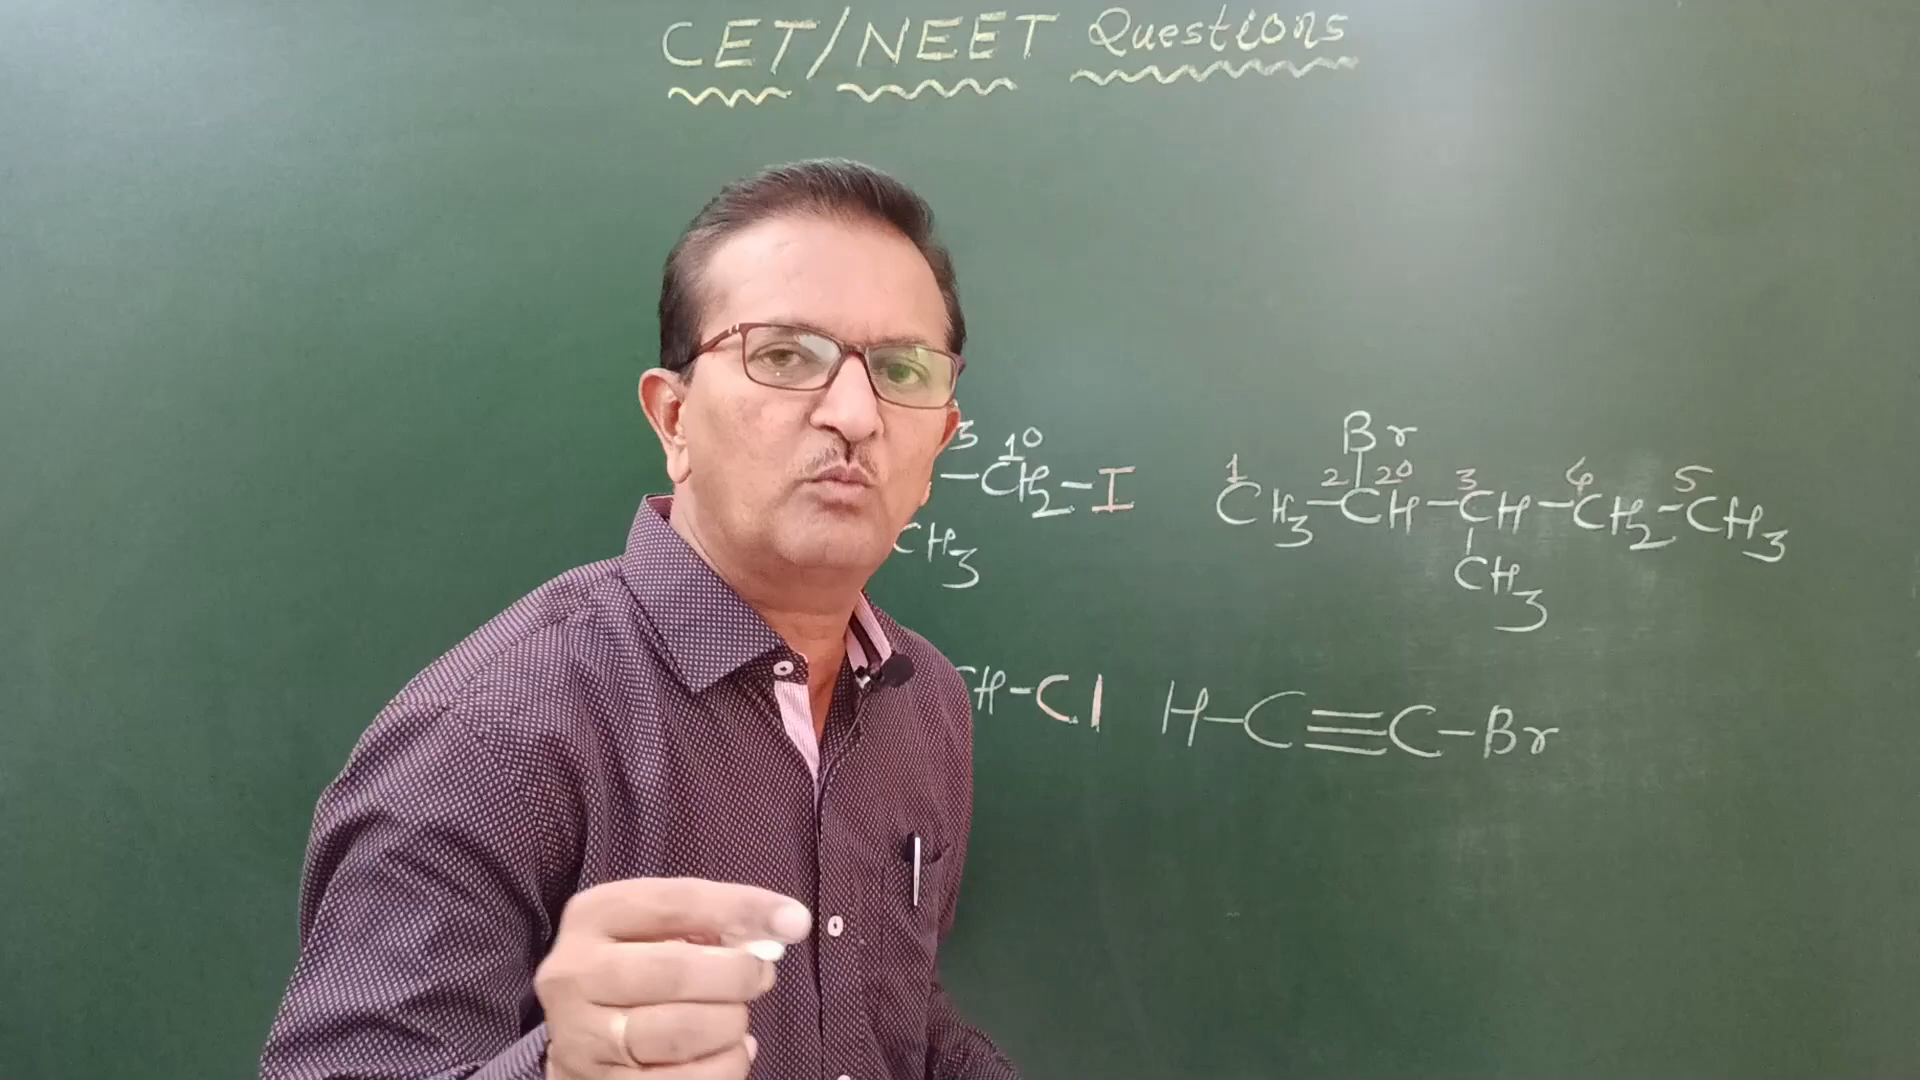 CET/NEET Questions
3 1° Br
-CH2-I
1 2 2° 3 4 5
CH3-CH-CH-CH2-CH3
CH3
CH3
H-Cl H-C≡C-Br